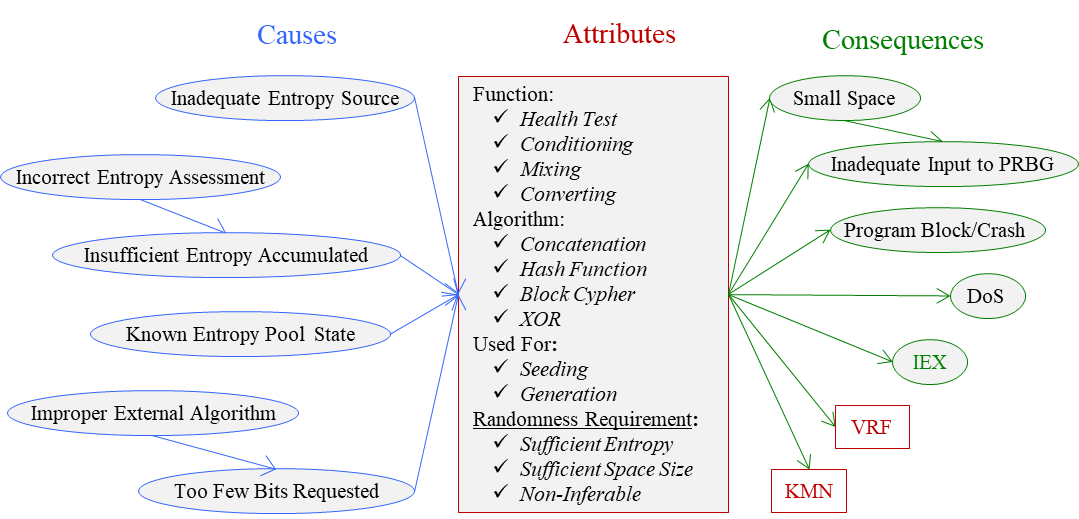 Causes
Attributes
Consequences
Inadequate Entropy Source
Incorrect Entropy Assessment
Insufficient Entropy Accumulated
Known Entropy Pool State
Improper External Algorithm
Too Few Bits Requested
Function:
✓ Health Test
✓ Conditioning
✓ Mixing
✓ Converting
Algorithm:
✓ Concatenation
✓ Hash Function
✓ Block Cypher
✓ XOR
Used For:
✓ Seeding
✓ Generation
Randomness Requirement:
✓ Sufficient Entropy
✓ Sufficient Space Size
✓ Non-Inferable
Small Space
Inadequate Input to PRBG
Program Block/Crash
DoS
IEX
VRF
KMN